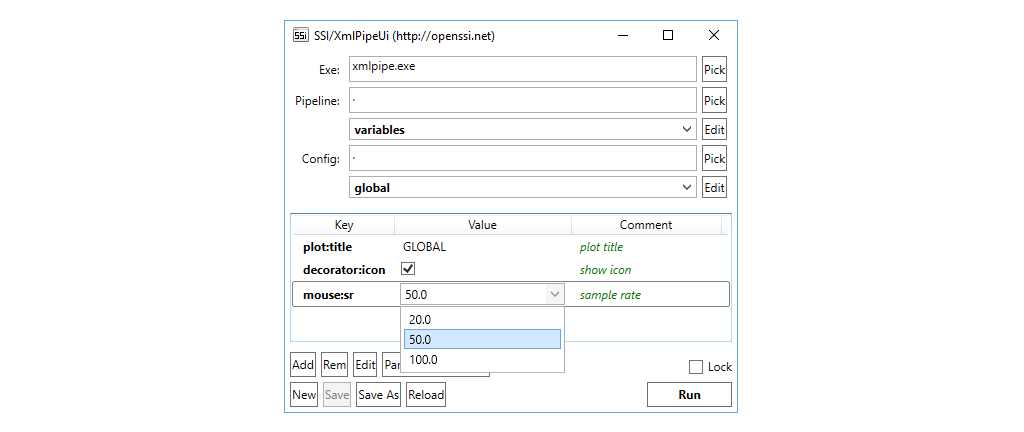 SSI SSI/XmlPipeUi (http://openssi.net)
Exe: xmlpipe.exe Pick
Pipeline: . Pick
variables Edit
Config: . Pick
global Edit
Key Value Comment
plot:title GLOBAL plot title
decorator:icon show icon
mouse:sr 50.0 sample rate
20.0
50.0
100.0
Add Rem Edit Lock
New Save Save As Reload Run